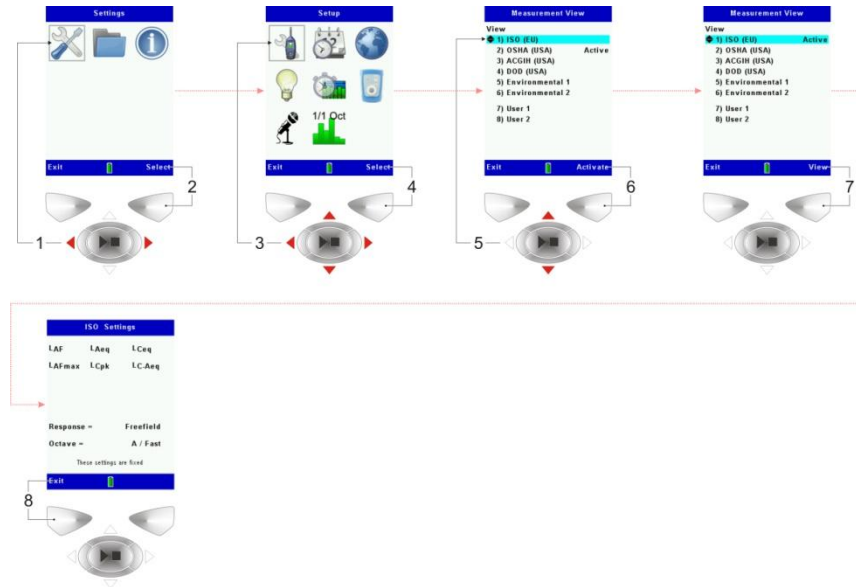 Settings
Exit Select
1
2
Setup
1/1 Oct
Exit Select
3
4
Measurement View
View
1) ISO (EU)
2) OSHA (USA) Active
3) ACGIH (USA)
4) DOD (USA)
5) Environmental 1
6) Environmental 2
7) User 1
8) User 2
Exit Activate
5
6
Measurement View
View
1) ISO (EU) Active
2) OSHA (USA)
3) ACGIH (USA)
4) DOD (USA)
5) Environmental 1
6) Environmental 2
7) User 1
8) User 2
Exit View
7
ISO Settings
LAF LAeq LCeq
LAFmax LCpk LC-Aeq
Response = Freefield
Octave = A / Fast
These settings are fixed
Exit
8